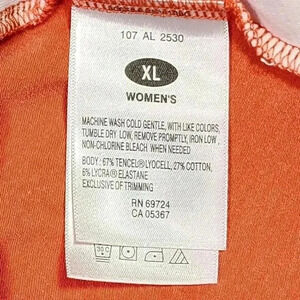 107 AL 2530
XL
WOMEN'S
MACHINE WASH COLD GENTLE, WITH LIKE COLORS,
TUMBLE DRY LOW, REMOVE PROMPTLY, IRON LOW,
NON-CHLORINE BLEACH WHEN NEEDED
BODY: 67% TENCEL®LYOCELL, 27% COTTON,
6% LYCRA® ELASTANE
EXCLUSIVE OF TRIMMING
RN 69724
CA 05367